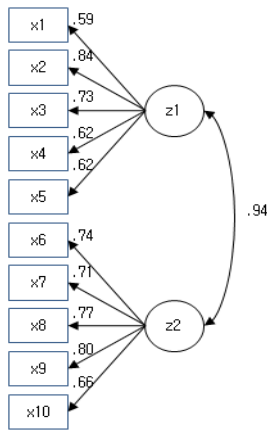 x1 .59
x2 .84
x3 .73
z1
x4 .62
x5 .62
.94
x6 .74
x7 .71
x8 .77
z2
x9 .80
x10 .66